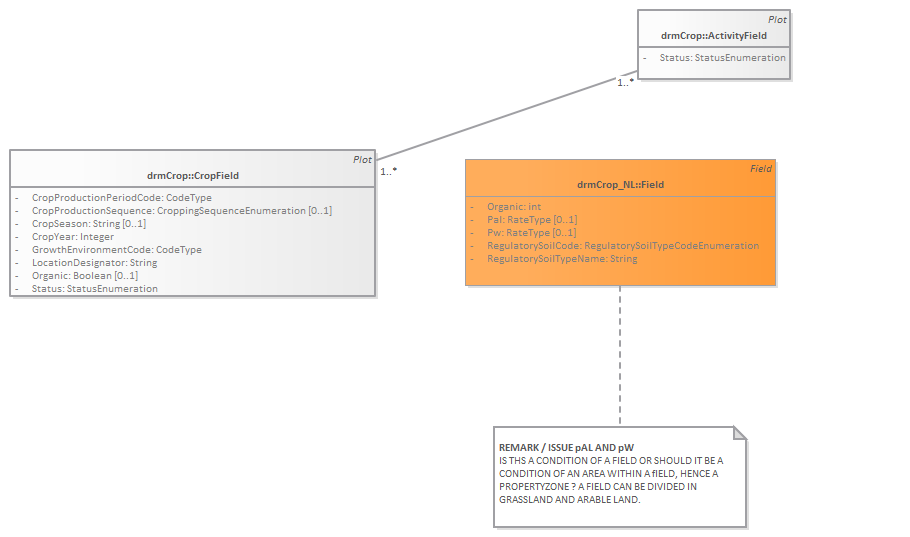 Plot
drmCrop::ActivityField
- Status: StatusEnumeration
1..*
Plot
drmCrop::CropField
1..*
- CropProductionPeriodCode: CodeType
- CropProductionSequence: CroppingSequenceEnumeration [0..1]
- CropSeason: String [0..1]
- CropYear: Integer
- GrowthEnvironmentCode: CodeType
- LocationDesignator: String
- Organic: Boolean [0..1]
- Status: StatusEnumeration
Field
drmCrop_NL::Field
- Organic: int
- Pal: RateType [0..1]
- Pw: RateType [0..1]
- RegulatorySoilCode: RegulatorySoilTypeCodeEnumeration
- RegulatorySoilTypeName: String
REMARK / ISSUE pAL AND pW
IS THS A CONDITION OF A FIELD OR SHOULD IT BE A
CONDITION OF AN AREA WITHIN A fIELD, HENCE A
PROPERTYZONE ? A FIELD CAN BE DIVIDED IN
GRASSLAND AND ARABLE LAND.